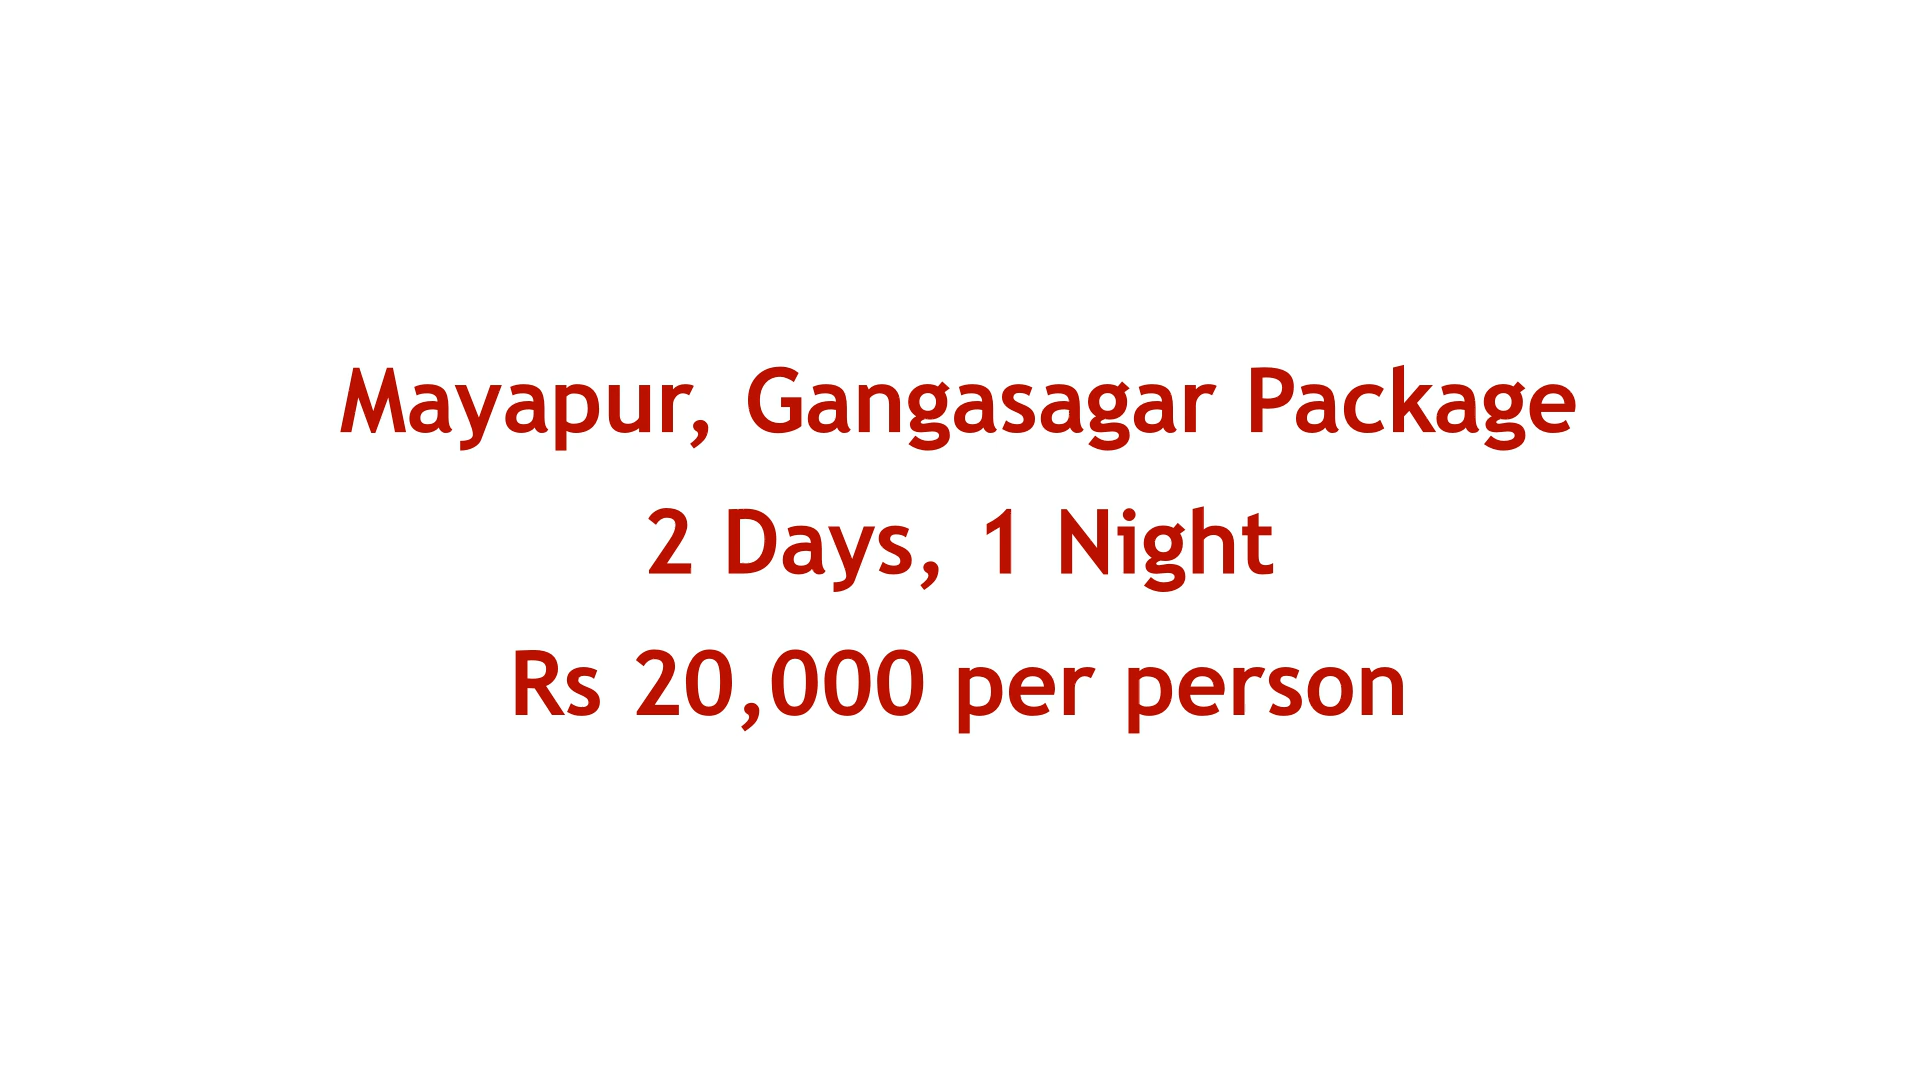 Mayapur, Gangasagar Package
2 Days, 1 Night
Rs 20,000 per person